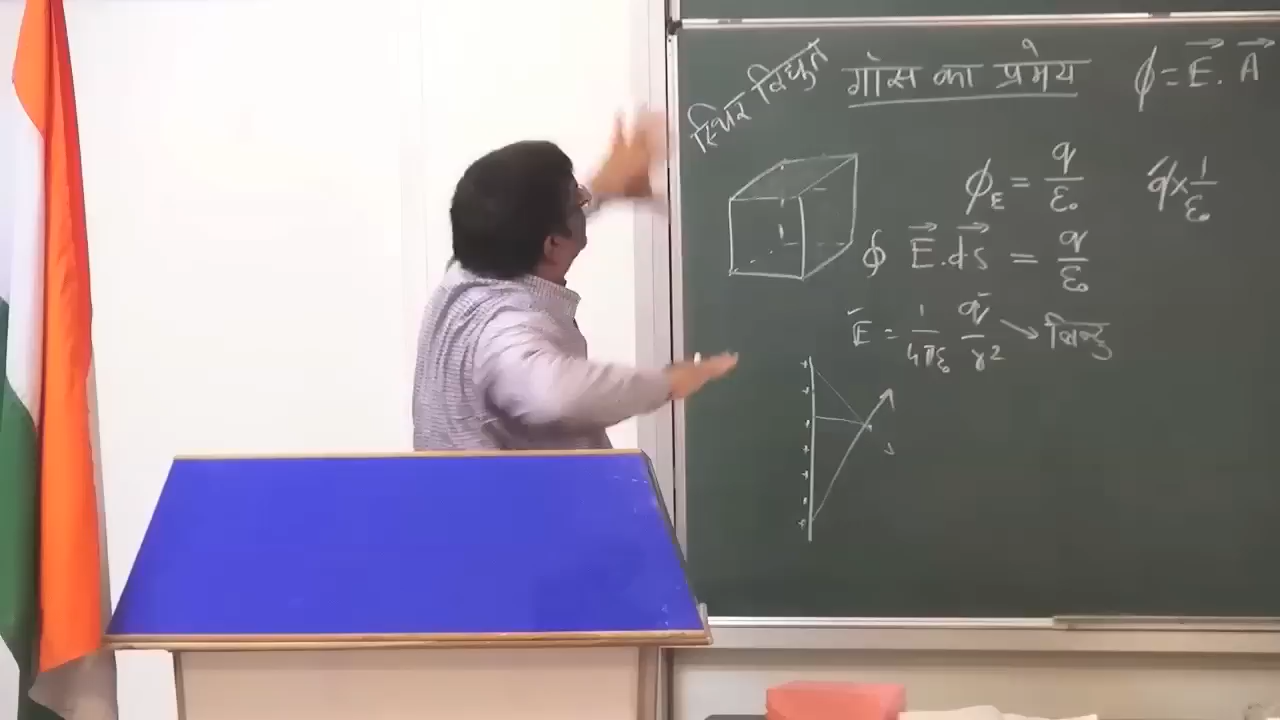 स्थिर विद्युत
गॉस का प्रमेय
ϕ = E⃗ . A⃗
ϕ_E = q/ε₀
q × 1/ε₀
∮ E⃗ . ds⃗ = q/ε₀
E = 1/4πε₀ q/r² → बिन्दु